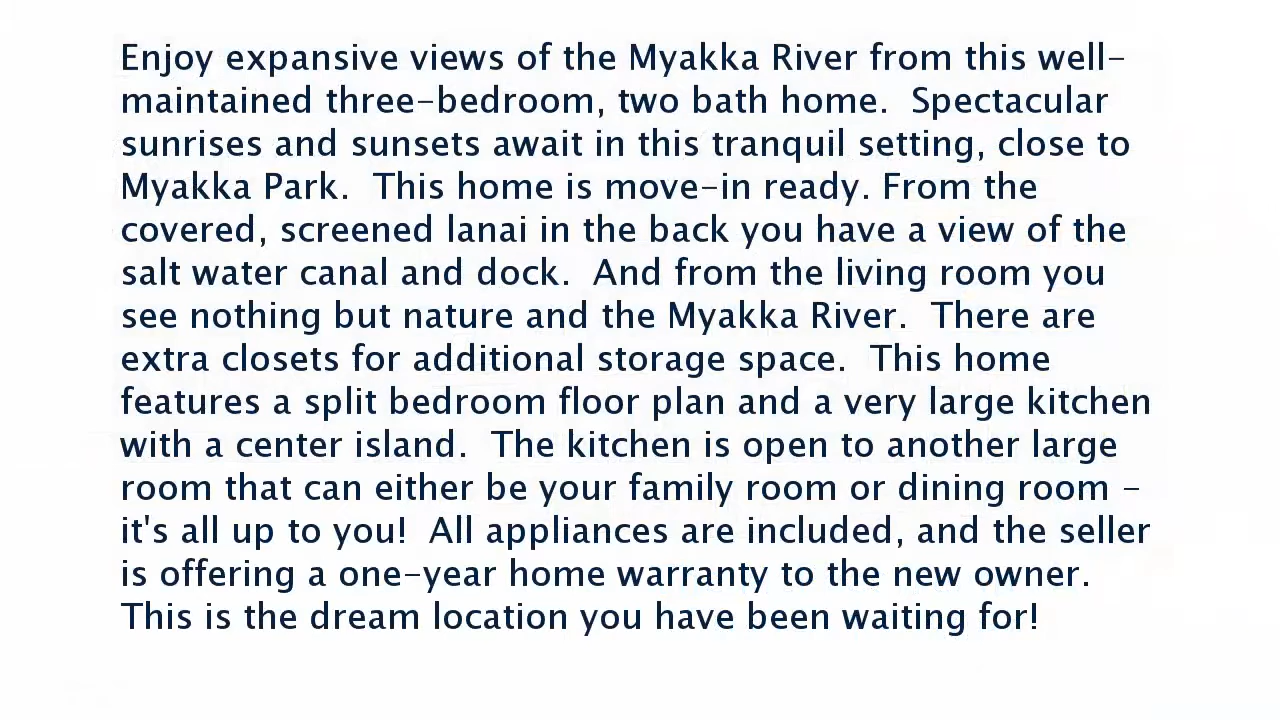 Enjoy expansive views of the Myakka River from this well-
maintained three-bedroom, two bath home.  Spectacular
sunrises and sunsets await in this tranquil setting, close to
Myakka Park.  This home is move-in ready. From the
covered, screened lanai in the back you have a view of the
salt water canal and dock.  And from the living room you
see nothing but nature and the Myakka River.  There are
extra closets for additional storage space.  This home
features a split bedroom floor plan and a very large kitchen
with a center island.  The kitchen is open to another large
room that can either be your family room or dining room -
it's all up to you!  All appliances are included, and the seller
is offering a one-year home warranty to the new owner.
This is the dream location you have been waiting for!